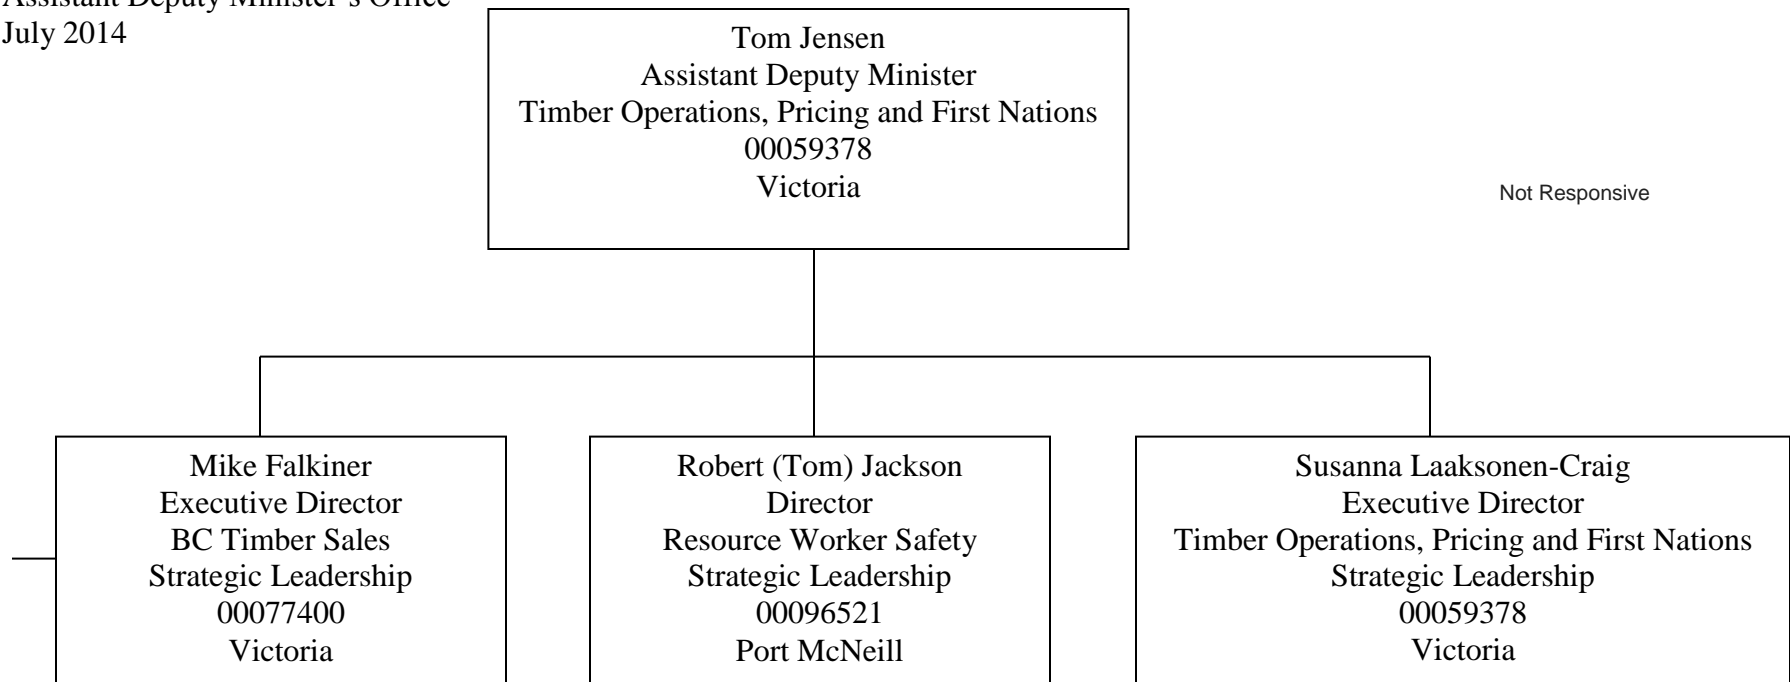 Assistant Deputy Minister's Office
July 2014
Tom Jensen
Assistant Deputy Minister
Timber Operations, Pricing and First Nations
00059378
Victoria
Not Responsive
Mike Falkiner
Executive Director
BC Timber Sales
Strategic Leadership
00077400
Victoria
Robert (Tom) Jackson
Director
Resource Worker Safety
Strategic Leadership
00096521
Port McNeill
Susanna Laaksonen-Craig
Executive Director
Timber Operations, Pricing and First Nations
Strategic Leadership
00059378
Victoria